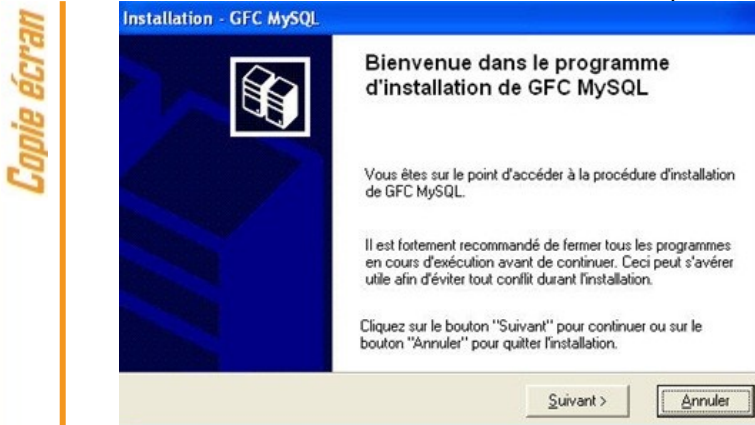 Copie écran
Installation - GFC MySQL
Bienvenue dans le programme
d'installation de GFC MySQL
Vous êtes sur le point d'accéder à la procédure d'installation
de GFC MySQL.
Il est fortement recommandé de fermer tous les programmes
en cours d'exécution avant de continuer. Ceci peut s'avérer
utile afin d'éviter tout conflit durant l'installation.
Cliquez sur le bouton "Suivant" pour continuer ou sur le
bouton "Annuler" pour quitter l'installation.
Suivant >
Annuler